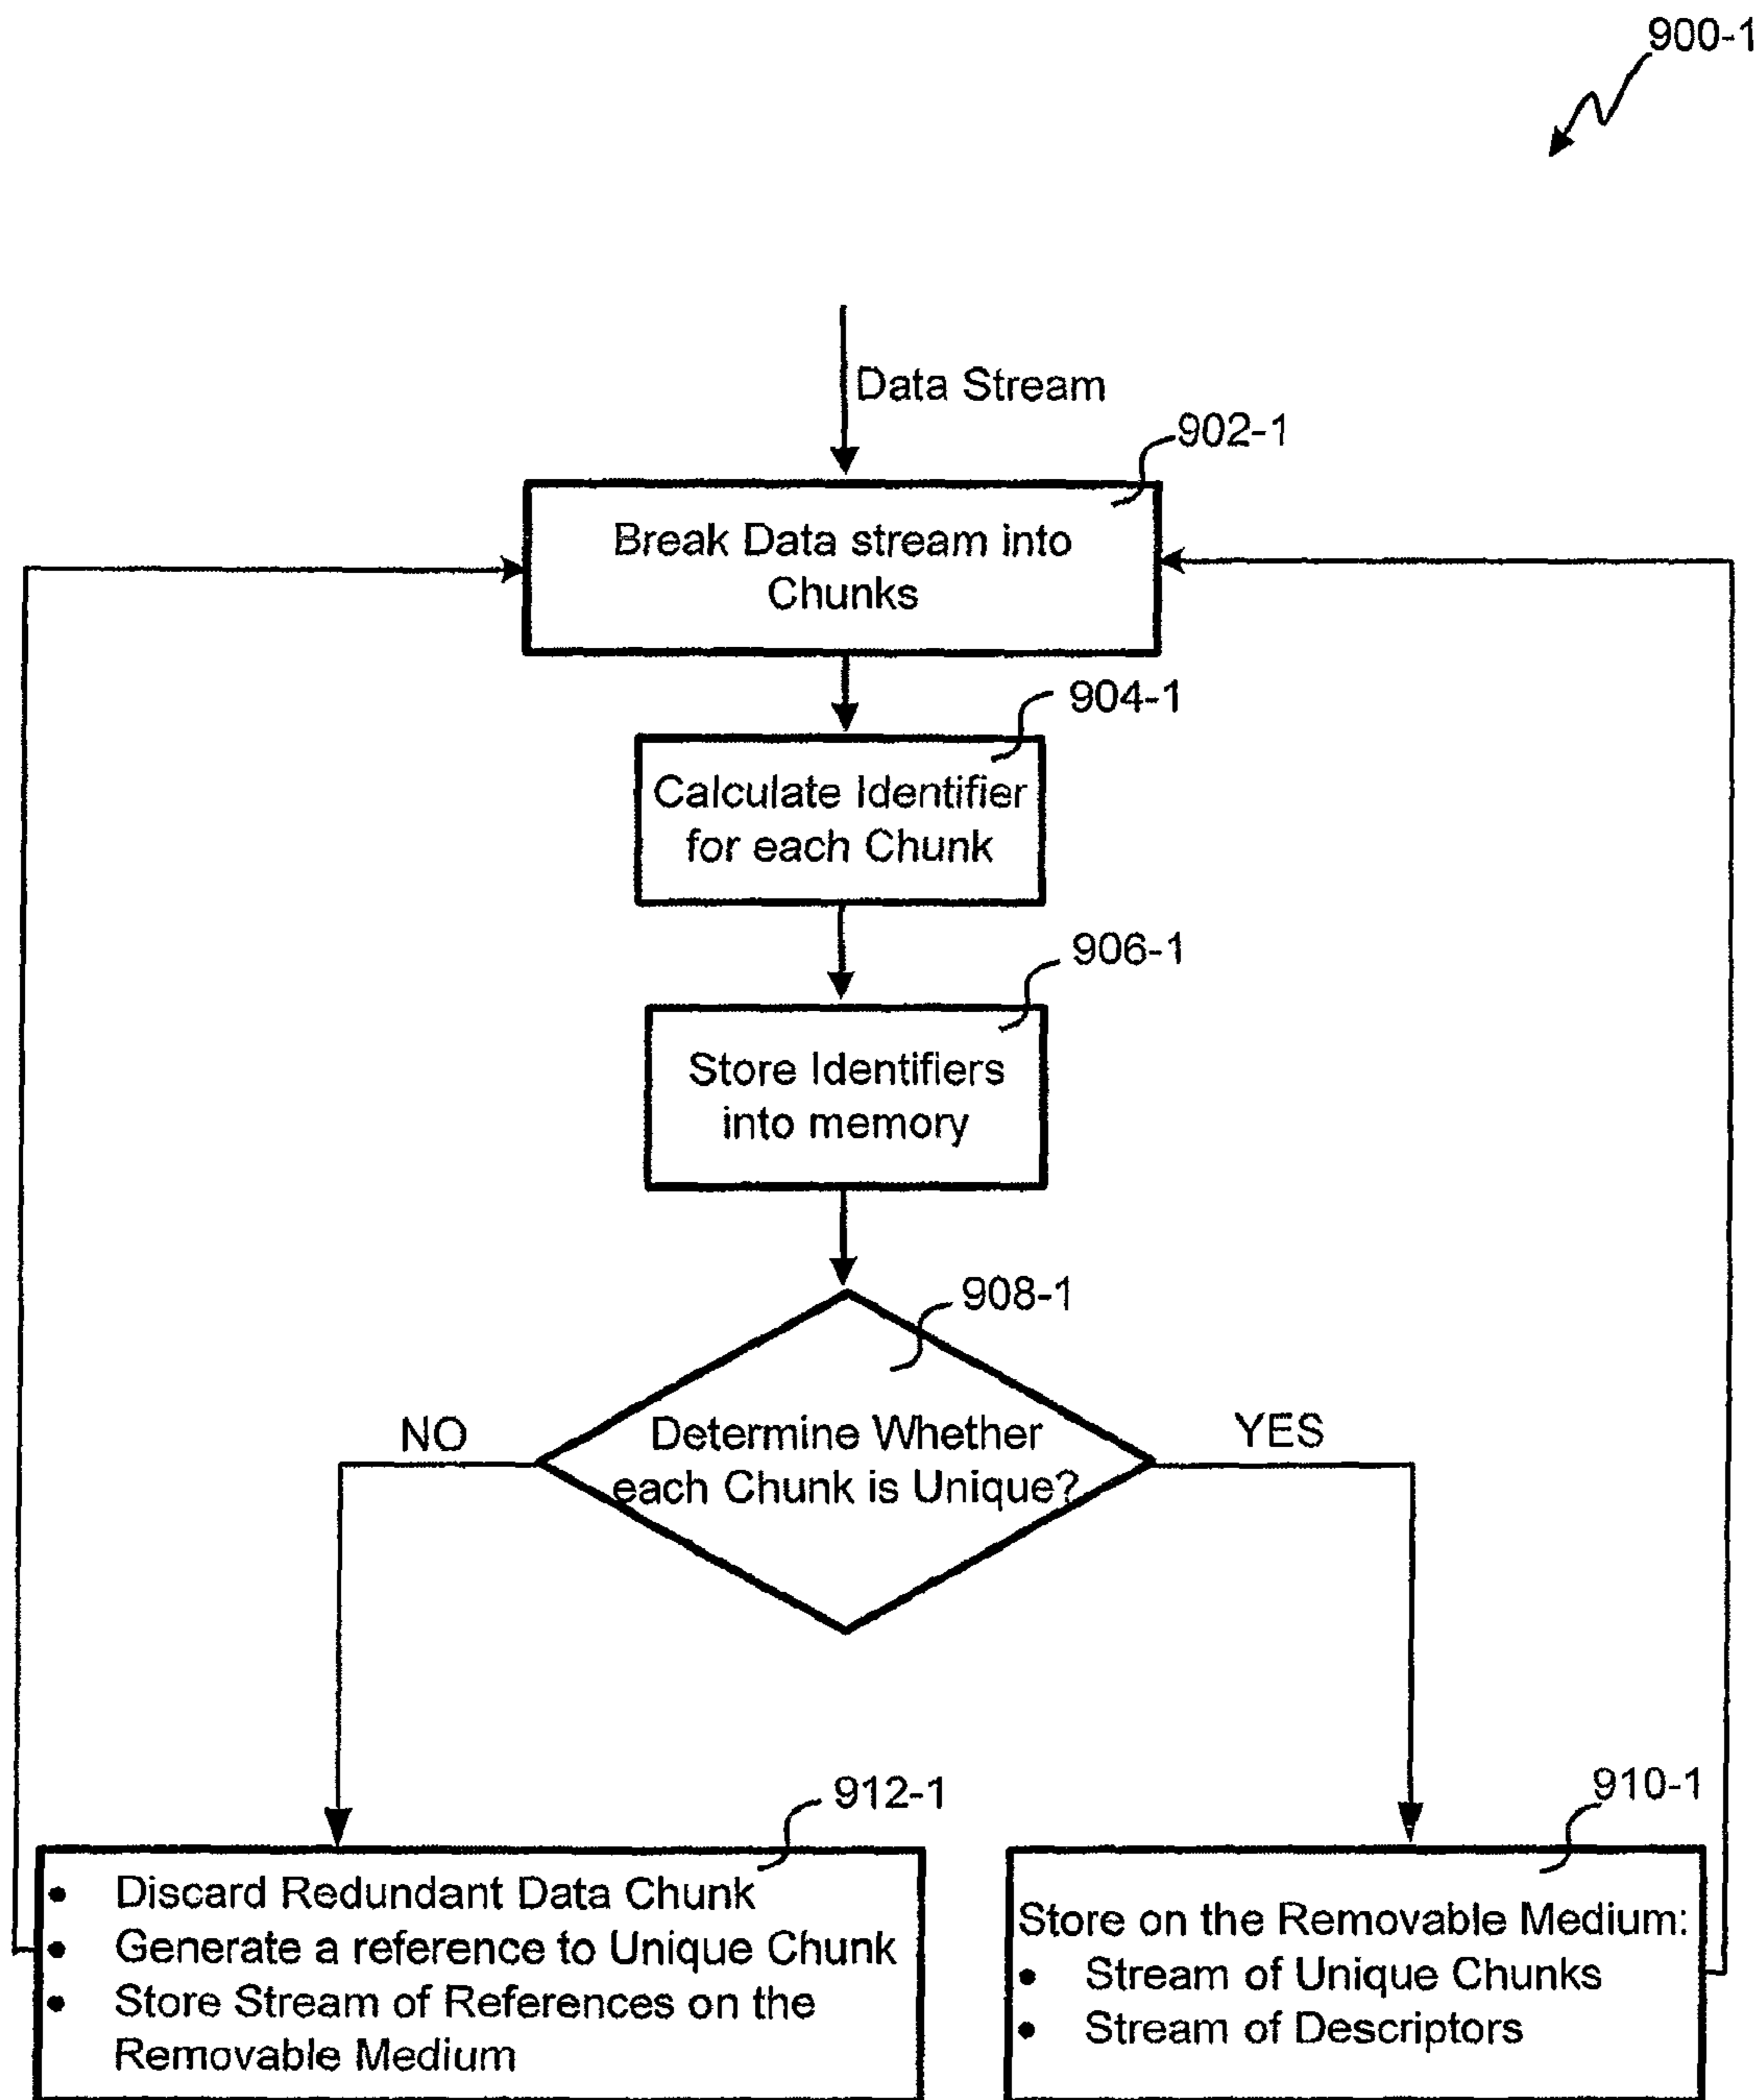 900-1
Data Stream
902-1
Break Data stream into
Chunks
904-1
Calculate Identifier
for each Chunk
906-1
Store Identifiers
into memory
908-1
NO
Determine Whether
each Chunk is Unique?
YES
912-1
• Discard Redundant Data Chunk
• Generate a reference to Unique Chunk
• Store Stream of References on the
Removable Medium
910-1
Store on the Removable Medium:
• Stream of Unique Chunks
• Stream of Descriptors